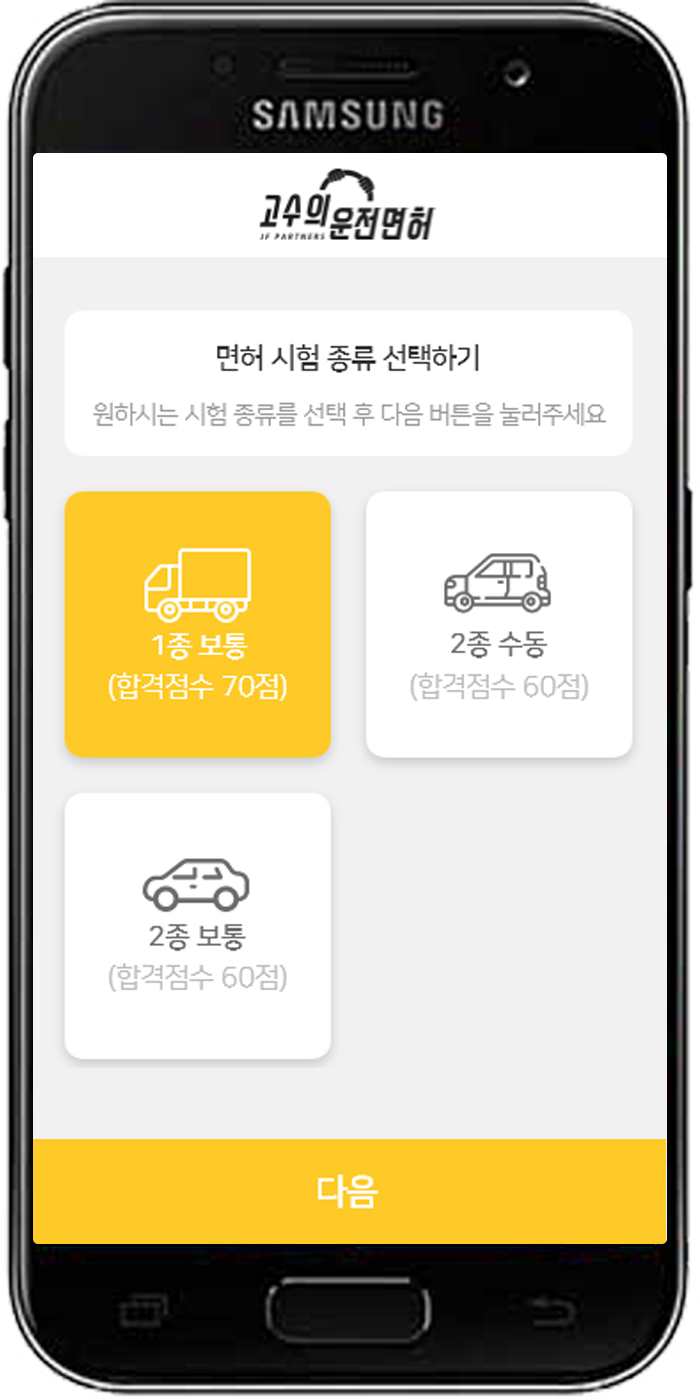 SAMSUNG
고수의 운전면허
JF PARTNERS
면허 시험 종류 선택하기
원하시는 시험 종류를 선택 후 다음 버튼을 눌러주세요
1종 보통
(합격점수 70점)
2종 수동
(합격점수 60점)
2종 보통
(합격점수 60점)
다음